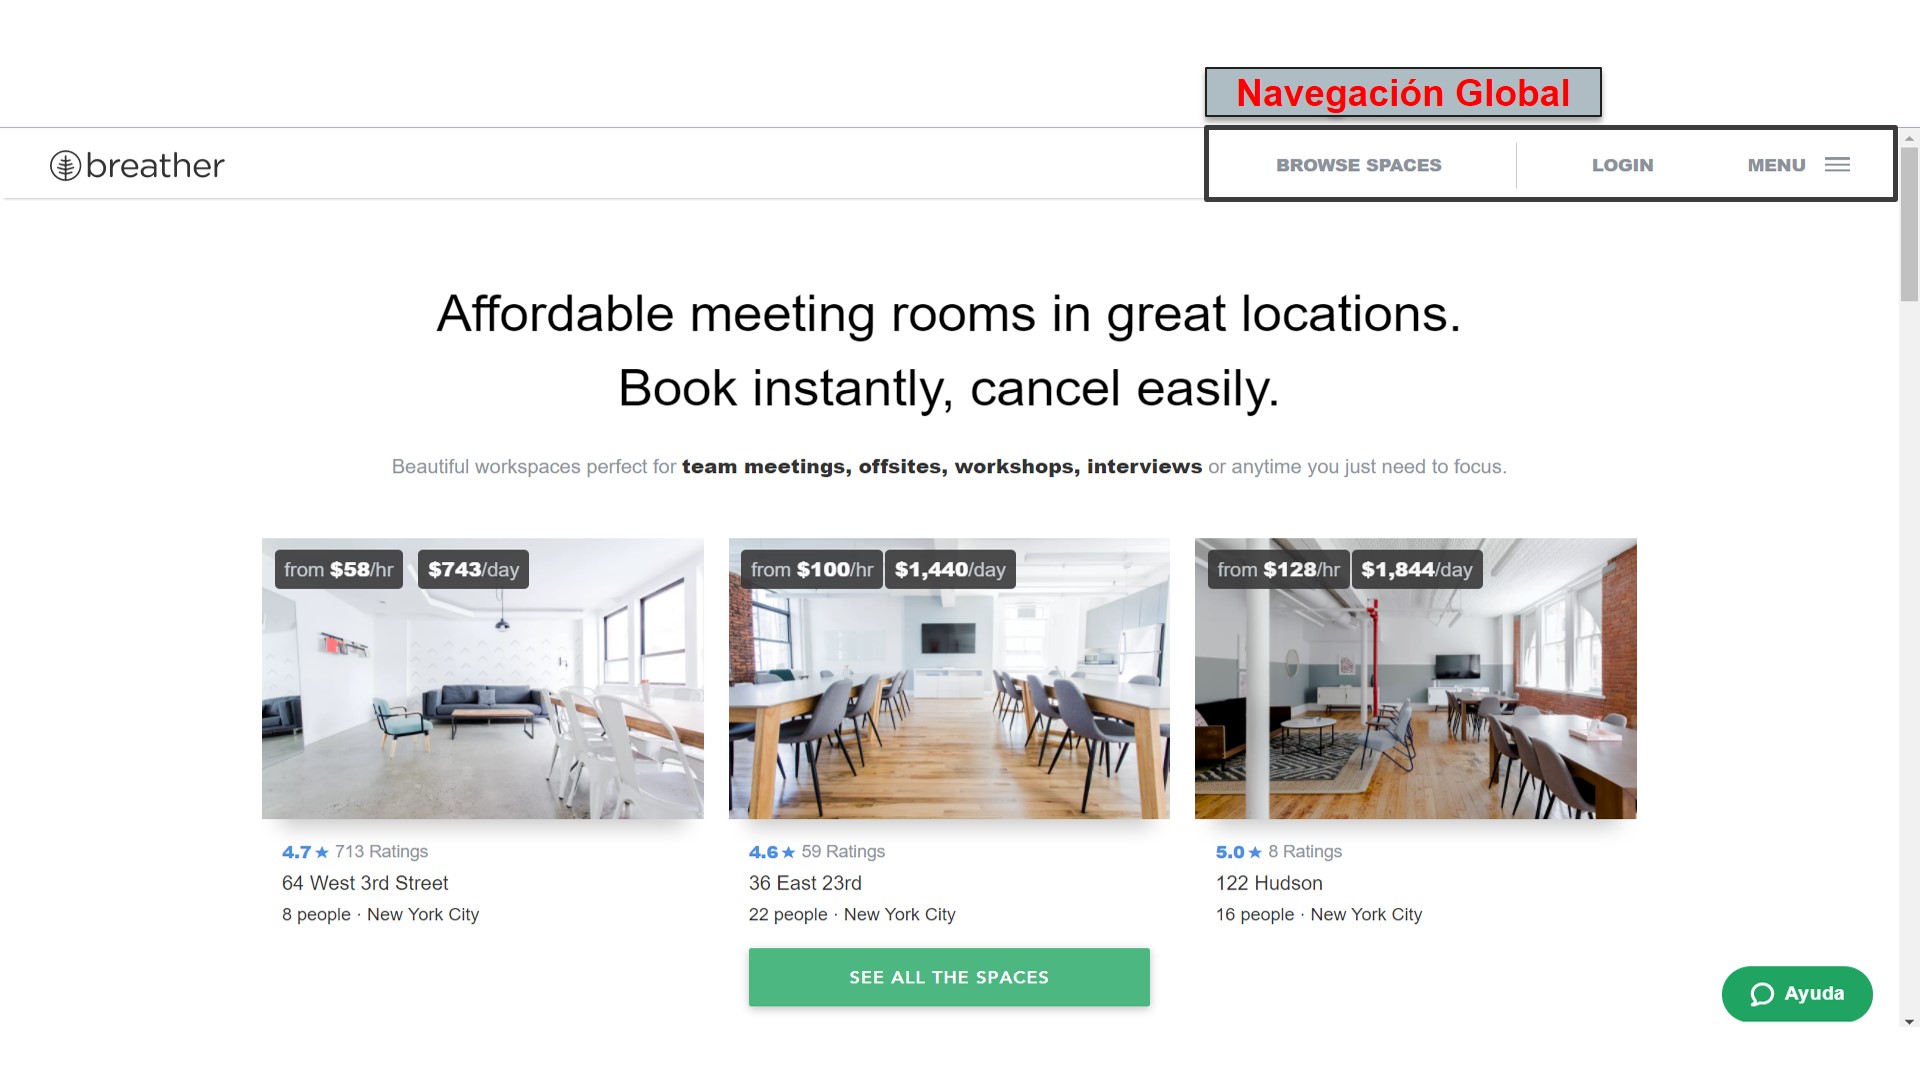 Navegación Global
breather
BROWSE SPACES
LOGIN
MENU
Affordable meeting rooms in great locations.
Book instantly, cancel easily.
Beautiful workspaces perfect for team meetings, offsites, workshops, interviews or anytime you just need to focus.
from $58/hr $743/day
from $100/hr $1,440/day
from $128/hr $1,844/day
4.7★ 713 Ratings
64 West 3rd Street
8 people · New York City
4.6★ 59 Ratings
36 East 23rd
22 people · New York City
5.0★ 8 Ratings
122 Hudson
16 people · New York City
SEE ALL THE SPACES
Ayuda